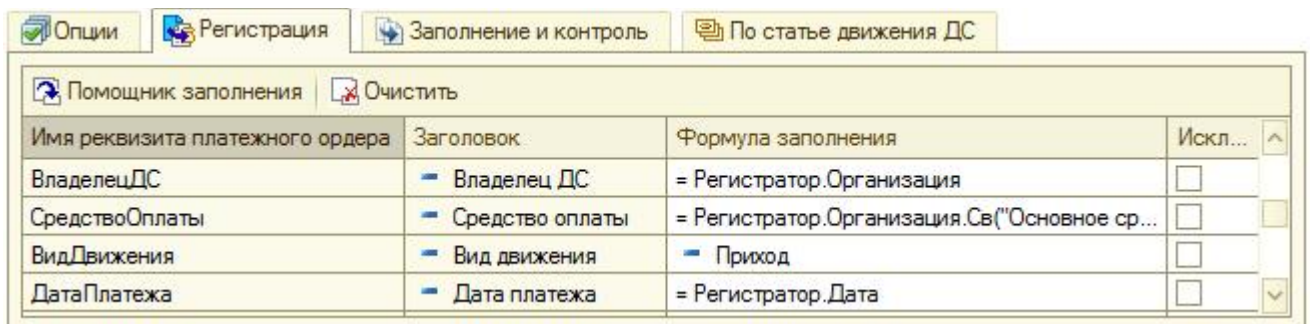 Опции Регистрация Заполнение и контроль По статье движения ДС
Помощник заполнения Очистить
Имя реквизита платежного ордера Заголовок Формула заполнения Искл...
ВладелецДС Владелец ДС = Регистратор.Организация
СредствоОплаты Средство оплаты = Регистратор.Организация.Св("Основное ср...
ВидДвижения Вид движения Приход
ДатаПлатежа Дата платежа = Регистратор.Дата